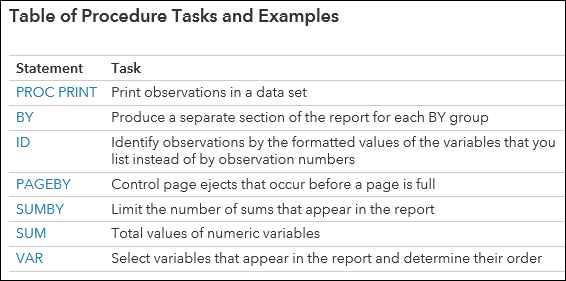 Table of Procedure Tasks and Examples
Statement Task
PROC PRINT Print observations in a data set
BY Produce a separate section of the report for each BY group
ID Identify observations by the formatted values of the variables that you
list instead of by observation numbers
PAGEBY Control page ejects that occur before a page is full
SUMBY Limit the number of sums that appear in the report
SUM Total values of numeric variables
VAR Select variables that appear in the report and determine their order